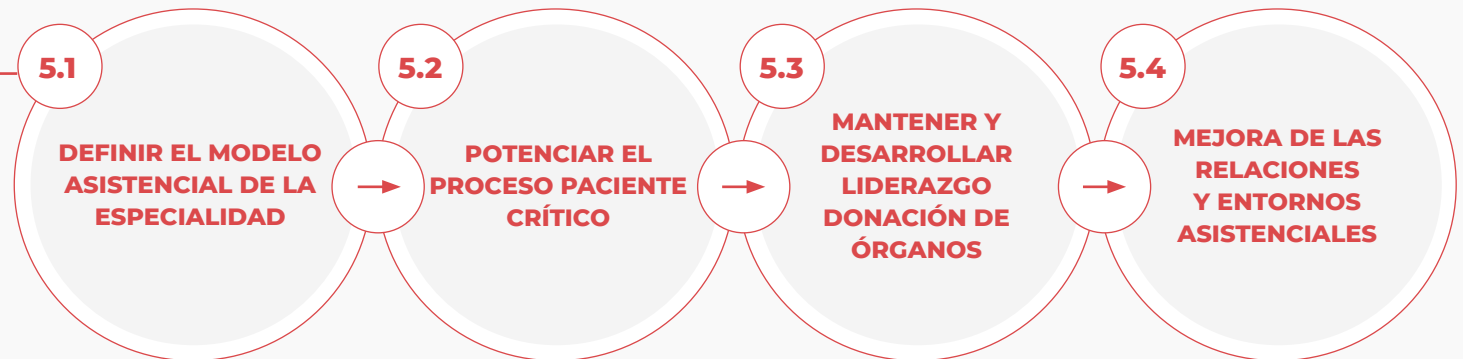 5.1
DEFINIR EL MODELO
ASISTENCIAL DE LA
ESPECIALIDAD
5.2
POTENCIAR EL
PROCESO PACIENTE
CRÍTICO
5.3
MANTENER Y
DESARROLLAR
LIDERAZGO
DONACIÓN DE
ÓRGANOS
5.4
MEJORA DE LAS
RELACIONES
Y ENTORNOS
ASISTENCIALES